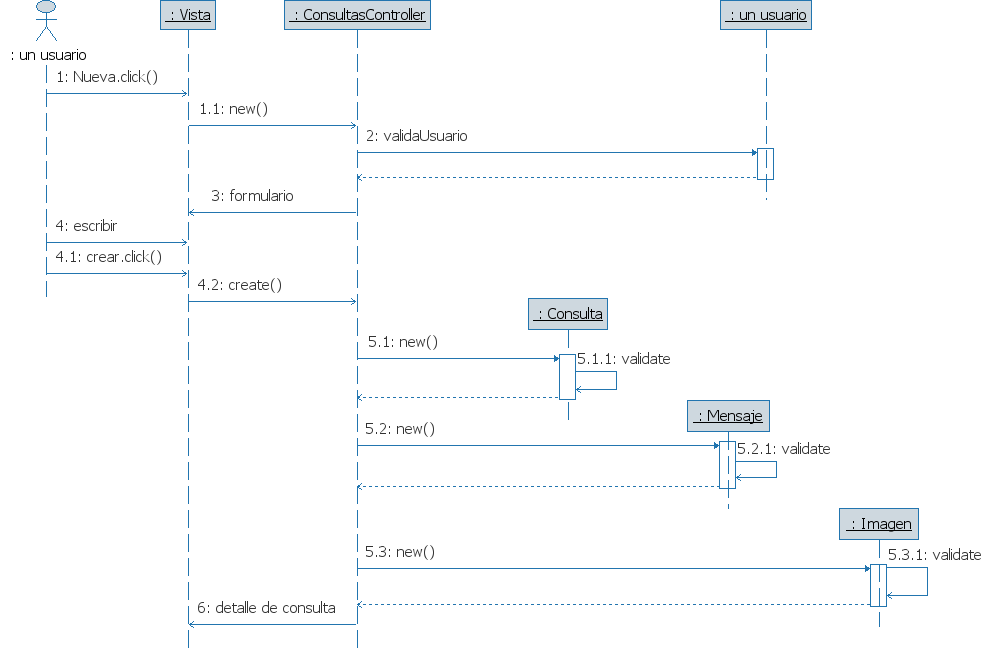 : Vista
: ConsultasController
: un usuario
: un usuario
1: Nueva.click()
1.1: new()
2: validaUsuario
3: formulario
4: escribir
4.1: crear.click()
4.2: create()
: Consulta
5.1: new()
5.1.1: validate
: Mensaje
5.2: new()
5.2.1: validate
: Imagen
5.3: new()
5.3.1: validate
6: detalle de consulta